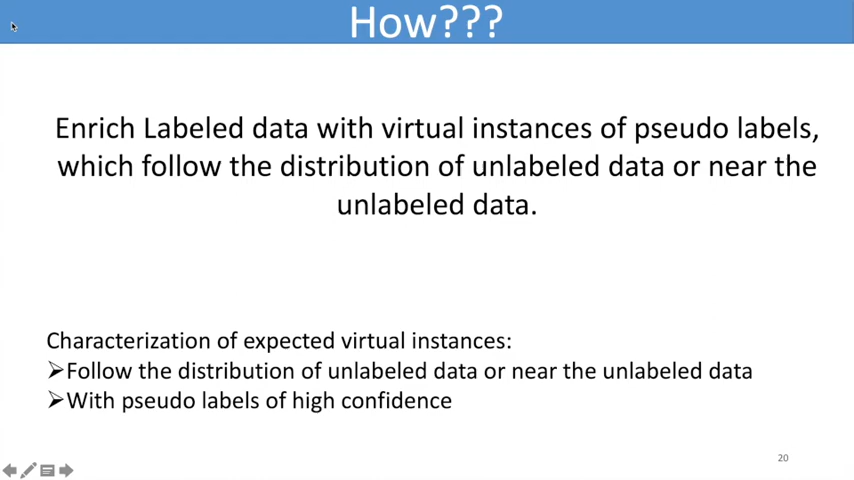 How???
Enrich Labeled data with virtual instances of pseudo labels,
which follow the distribution of unlabeled data or near the
unlabeled data.
Characterization of expected virtual instances:
➢Follow the distribution of unlabeled data or near the unlabeled data
➢With pseudo labels of high confidence
20